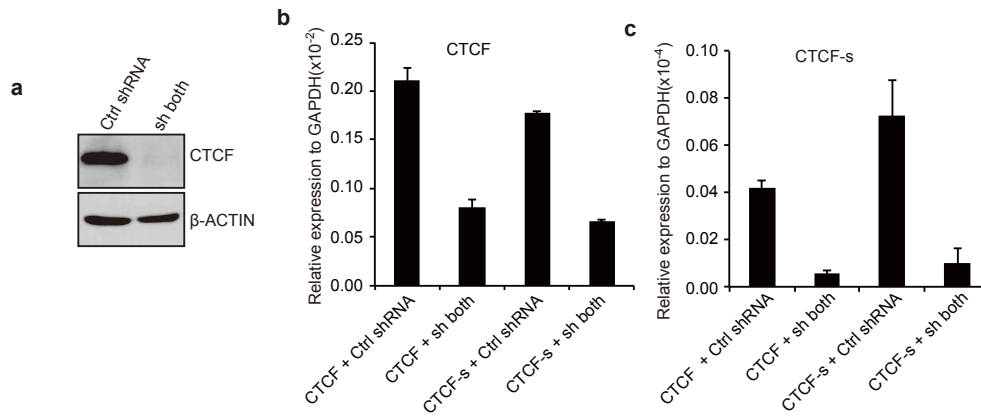 a
Ctrl shRNA
sh both
CTCF
β-ACTIN
b
CTCF
Relative expression to GAPDH(x10⁻²)
0.25
0.20
0.15
0.10
0.05
0.00
CTCF + Ctrl shRNA
CTCF + sh both
CTCF-s + Ctrl shRNA
CTCF-s + sh both
c
CTCF-s
Relative expression to GAPDH(x10⁻⁴)
0.10
0.08
0.06
0.04
0.02
0.00
CTCF + Ctrl shRNA
CTCF + sh both
CTCF-s + Ctrl shRNA
CTCF-s + sh both